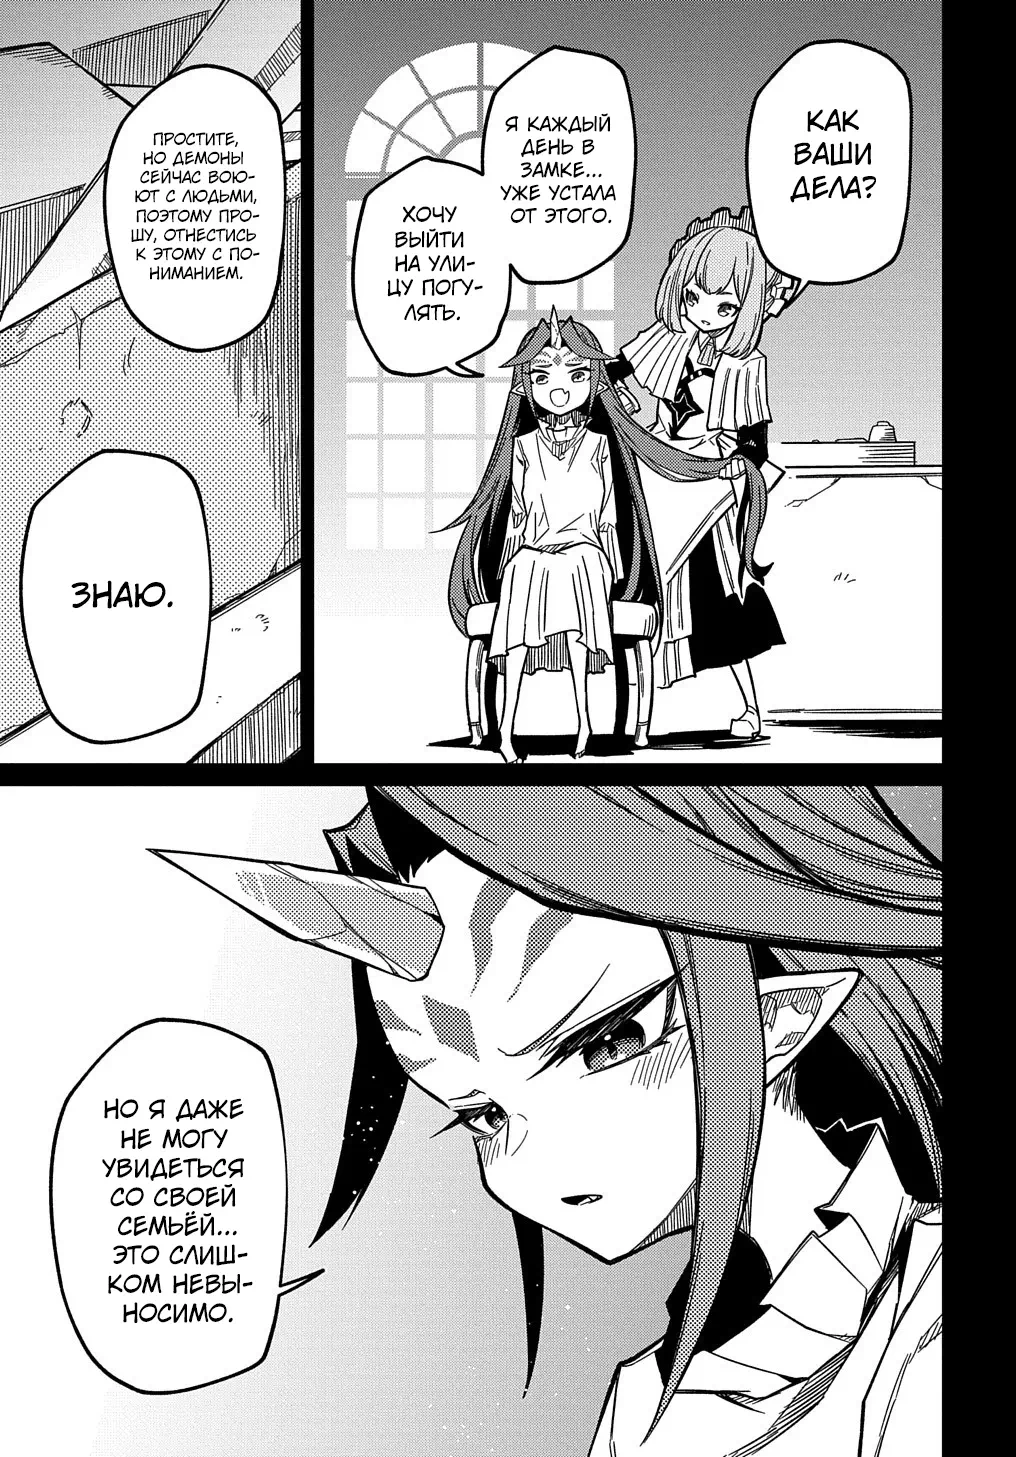 КАК
ВАШИ
ДЕЛА?
Я КАЖДЫЙ
ДЕНЬ В
ЗАМКЕ...
УЖЕ УСТАЛА
ОТ ЭТОГО.
ХОЧУ
ВЫЙТИ
НА УЛИ-
ЦУ ПОГУ-
ЛЯТЬ.
ПРОСТИТЕ,
НО ДЕМОНЫ
СЕЙЧАС ВОЮ-
ЮТ С ЛЮДЬМИ,
ПОЭТОМУ ПРО-
ШУ, ОТНЕСТИСЬ
К ЭТОМУ С ПО-
НИМАНИЕМ.
ЗНАЮ.
НО Я ДАЖЕ
НЕ МОГУ
УВИДЕТЬСЯ
СО СВОЕЙ
СЕМЬЁЙ...
ЭТО СЛИШ-
КОМ НЕВЫ-
НОСИМО.